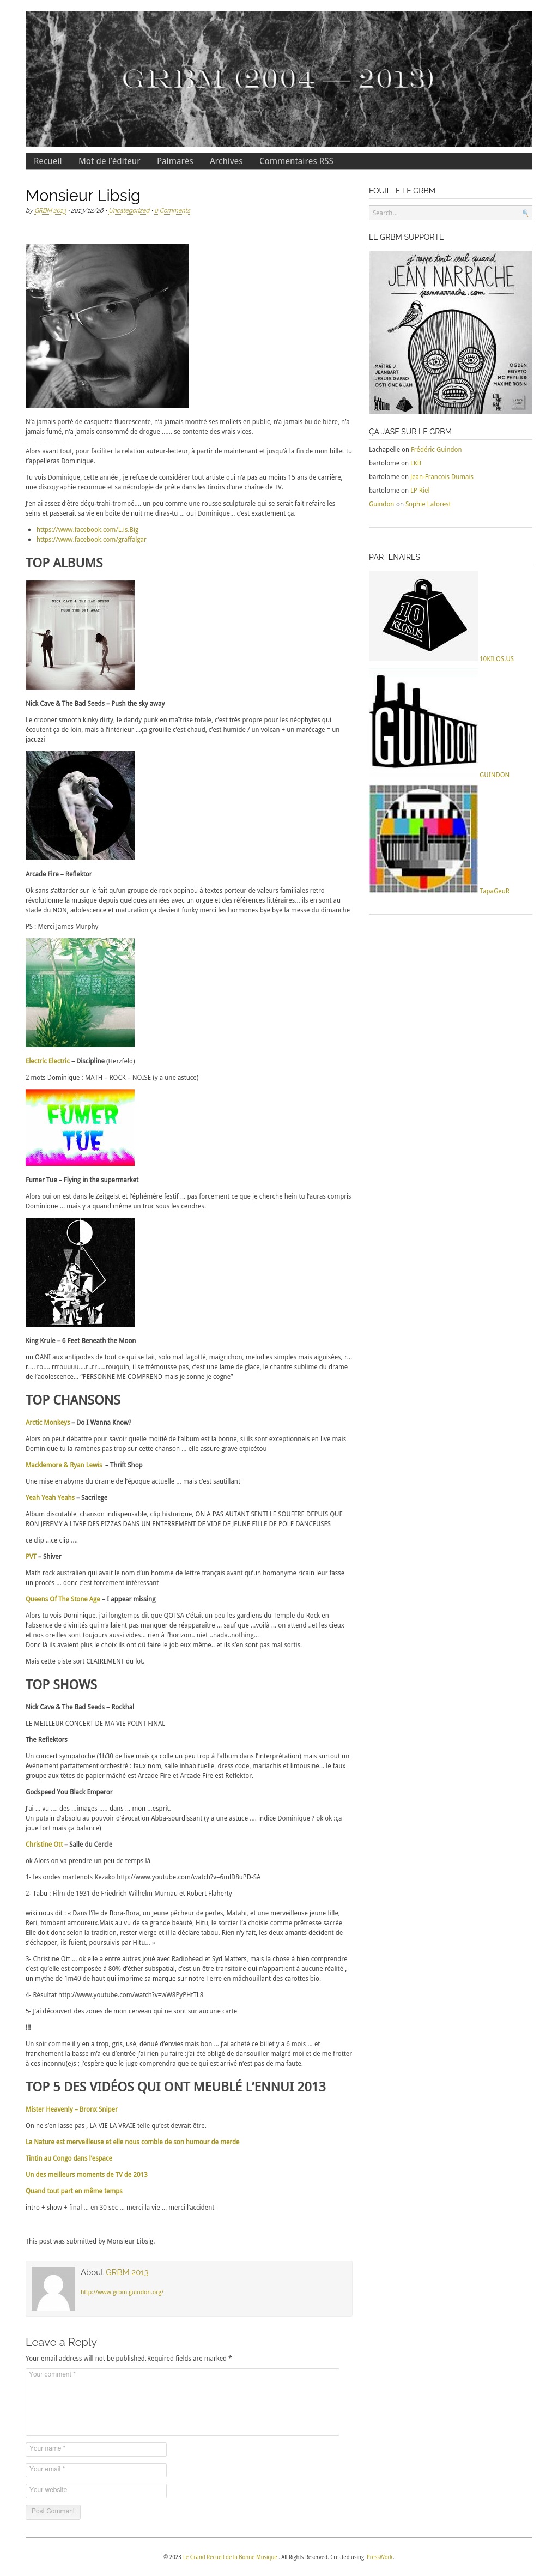 GRBM (2004 — 2013)
Recueil Mot de l'éditeur Palmarès Archives Commentaires RSS
Monsieur Libsig
by GRBM 2013 • 2013/12/26 • Uncategorized • 0 Comments
N'a jamais porté de casquette fluorescente, n'a jamais montré ses mollets en public, n'a jamais bu de bière, n'a
jamais fumé, n'a jamais consommé de drogue …… se contente des vrais vices.
============
Alors avant tout, pour faciliter la relation auteur-lecteur, à partir de maintenant et jusqu'à la fin de mon billet tu
t'appelleras Dominique.
Tu vois Dominique, cette année , je refuse de considérer tout artiste qui n'a pas au moins 15 ans de carrière,
une discographie reconnue et sa nécrologie de prête dans les tiroirs d'une chaîne de TV.
J'en ai assez d'être déçu-trahi-trompé…. un peu comme une rousse sculpturale qui se serait fait refaire les
seins et passerait sa vie en boîte de nuit me diras-tu … oui Dominique… c'est exactement ça.
https://www.facebook.com/L.is.Big
https://www.facebook.com/graffalgar
TOP ALBUMS
NICK CAVE & THE BAD SEEDS
PUSH THE SKY AWAY
Nick Cave & The Bad Seeds – Push the sky away
Le crooner smooth kinky dirty, le dandy punk en maîtrise totale, c'est très propre pour les néophytes qui
écoutent ça de loin, mais à l'intérieur …ça grouille c'est chaud, c'est humide / un volcan + un marécage = un
jacuzzi
Arcade Fire – Reflektor
Ok sans s'attarder sur le fait qu'un groupe de rock popinou à textes porteur de valeurs familiales retro
révolutionne la musique depuis quelques années avec un orgue et des références littéraires… ils en sont au
stade du NON, adolescence et maturation ça devient funky merci les hormones bye bye la messe du dimanche
PS : Merci James Murphy
Electric Electric – Discipline (Herzfeld)
2 mots Dominique : MATH – ROCK – NOISE (y a une astuce)
FUMER
TUE
Fumer Tue – Flying in the supermarket
Alors oui on est dans le Zeitgeist et l'éphémère festif … pas forcement ce que je cherche hein tu l'auras compris
Dominique … mais y a quand même un truc sous les cendres.
King Krule – 6 Feet Beneath the Moon
un OANI aux antipodes de tout ce qui se fait, solo mal fagotté, maigrichon, melodies simples mais aiguisées, r…
r…. ro…. rrrouuuu….r..rr…..rouquin, il se trémousse pas, c'est une lame de glace, le chantre sublime du drame
de l'adolescence… "PERSONNE ME COMPREND mais je sonne je cogne"
TOP CHANSONS
Arctic Monkeys – Do I Wanna Know?
Alors on peut débattre pour savoir quelle moitié de l'album est la bonne, si ils sont exceptionnels en live mais
Dominique tu la ramènes pas trop sur cette chanson … elle assure grave etpicétou
Macklemore & Ryan Lewis – Thrift Shop
Une mise en abyme du drame de l'époque actuelle … mais c'est sautillant
Yeah Yeah Yeahs – Sacrilege
Album discutable, chanson indispensable, clip historique, ON A PAS AUTANT SENTI LE SOUFFRE DEPUIS QUE
RON JEREMY A LIVRE DES PIZZAS DANS UN ENTERREMENT DE VIDE DE JEUNE FILLE DE POLE DANCEUSES
ce clip …ce clip ….
PVT – Shiver
Math rock australien qui avait le nom d'un homme de lettre français avant qu'un homonyme ricain leur fasse
un procès … donc c'est forcement intéressant
Queens Of The Stone Age – I appear missing
Alors tu vois Dominique, j'ai longtemps dit que QOTSA c'était un peu les gardiens du Temple du Rock en
l'absence de divinités qui n'allaient pas manquer de réapparaître … sauf que …voilà … on attend ..et les cieux
et nos oreilles sont toujours aussi vides… rien à l'horizon.. niet ..nada..nothing…
Donc là ils avaient plus le choix ils ont dû faire le job eux même.. et ils s'en sont pas mal sortis.
Mais cette piste sort CLAIREMENT du lot.
TOP SHOWS
Nick Cave & The Bad Seeds – Rockhal
LE MEILLEUR CONCERT DE MA VIE POINT FINAL
The Reflektors
Un concert sympatoche (1h30 de live mais ça colle un peu trop à l'album dans l'interprétation) mais surtout un
événement parfaitement orchestré : faux nom, salle inhabituelle, dress code, mariachis et limousine… le faux
groupe aux têtes de papier mâché est Arcade Fire et Arcade Fire est Reflektor.
Godspeed You Black Emperor
J'ai … vu …. des …images ….. dans … mon …esprit.
Un putain d'absolu au pouvoir d'évocation Abba-sourdissant (y a une astuce …. indice Dominique ? ok ok :ça
joue fort mais ça balance)
Christine Ott – Salle du Cercle
ok Alors on va prendre un peu de temps là
1- les ondes martenots Kezako http://www.youtube.com/watch?v=6mlD8uPD-SA
2- Tabu : Film de 1931 de Friedrich Wilhelm Murnau et Robert Flaherty
wiki nous dit : « Dans l'île de Bora-Bora, un jeune pêcheur de perles, Matahi, et une merveilleuse jeune fille,
Reri, tombent amoureux.Mais au vu de sa grande beauté, Hitu, le sorcier l'a choisie comme prêtresse sacrée
Elle doit donc selon la tradition, rester vierge et il la déclare tabou. Rien n'y fait, les deux amants décident de
s'échapper, ils fuient, poursuivis par Hitu… »
3- Christine Ott … ok elle a entre autres joué avec Radiohead et Syd Matters, mais la chose à bien comprendre
c'est qu'elle est composée à 80% d'éther subspatial, c'est un être transitoire qui n'appartient à aucune réalité ,
un mythe de 1m40 de haut qui imprime sa marque sur notre Terre en mâchouillant des carottes bio.
4- Résultat http://www.youtube.com/watch?v=wW8PyPHtTL8
5- J'ai découvert des zones de mon cerveau qui ne sont sur aucune carte
!!!
Un soir comme il y en a trop, gris, usé, dénué d'envies mais bon … j'ai acheté ce billet y a 6 mois … et
franchement la basse m'a eu d'entrée j'ai rien pu faire :j'ai été obligé de dansouiller malgré moi et de me frotter
à ces inconnu(e)s ; j'espère que le juge comprendra que ce qui est arrivé n'est pas de ma faute.
TOP 5 DES VIDÉOS QUI ONT MEUBLÉ L'ENNUI 2013
Mister Heavenly – Bronx Sniper
On ne s'en lasse pas , LA VIE LA VRAIE telle qu'est devrait être.
La Nature est merveilleuse et elle nous comble de son humour de merde
Tintin au Congo dans l'espace
Un des meilleurs moments de TV de 2013
Quand tout part en même temps
intro + show + final … en 30 sec … merci la vie … merci l'accident
This post was submitted by Monsieur Libsig.
About GRBM 2013
http://www.grbm.guindon.org/
Leave a Reply
Your email address will not be published.Required fields are marked *
Your comment *
Your name *
Your email *
Your website
Post Comment
FOUILLE LE GRBM
Search...
LE GRBM SUPPORTE
j'rappe tout seul quand
JEAN NARRACHE
jeannarrache.com
MAÎTRE J
JEANBART
JESUIS GABBO
OSTI ONE & JAM
OGDEN
EGYPTO
MC PHYLIS &
MAXIME ROBIN
ÇA JASE SUR LE GRBM
Lachapelle on Frédéric Guindon
bartolome on LKB
bartolome on Jean-Francois Dumais
bartolome on LP Riel
Guindon on Sophie Laforest
PARTENAIRES
10
KILOS.US
10KILOS.US
GUINDON
GUINDON
TapaGeuR
© 2023 Le Grand Recueil de la Bonne Musique . All Rights Reserved. Created using PressWork.